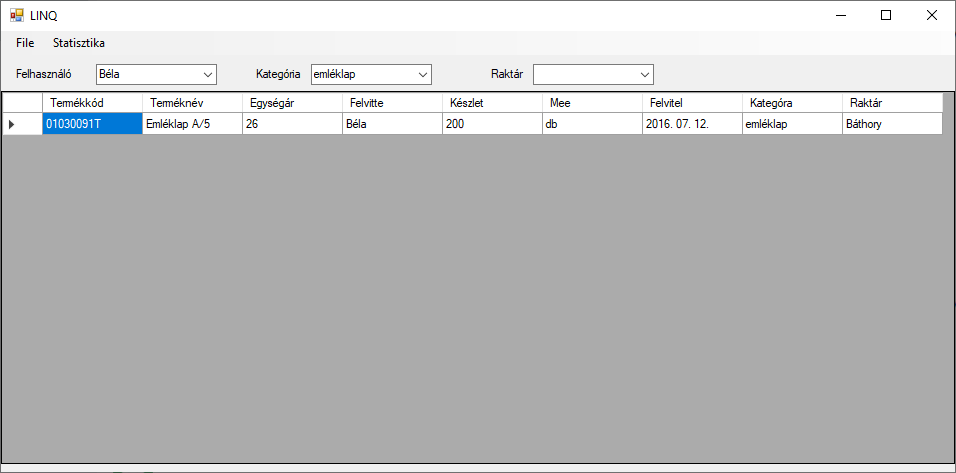 LINQ
File Statisztika
Felhasználó Béla Kategória emléklap Raktár
Termékkód Terméknév Egységár Felvitte Készlet Mee Felvitel Kategóra Raktár
01030091T Emléklap A/5 26 Béla 200 db 2016. 07. 12. emléklap Báthory